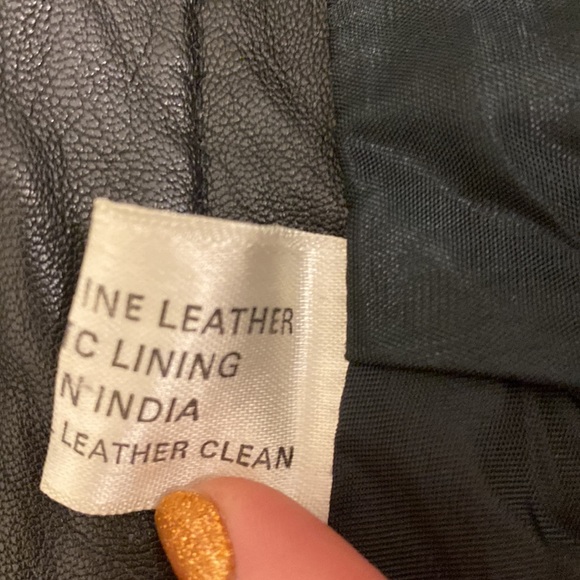 INE LEATHER
C LINING
N INDIA
LEATHER CLEAN